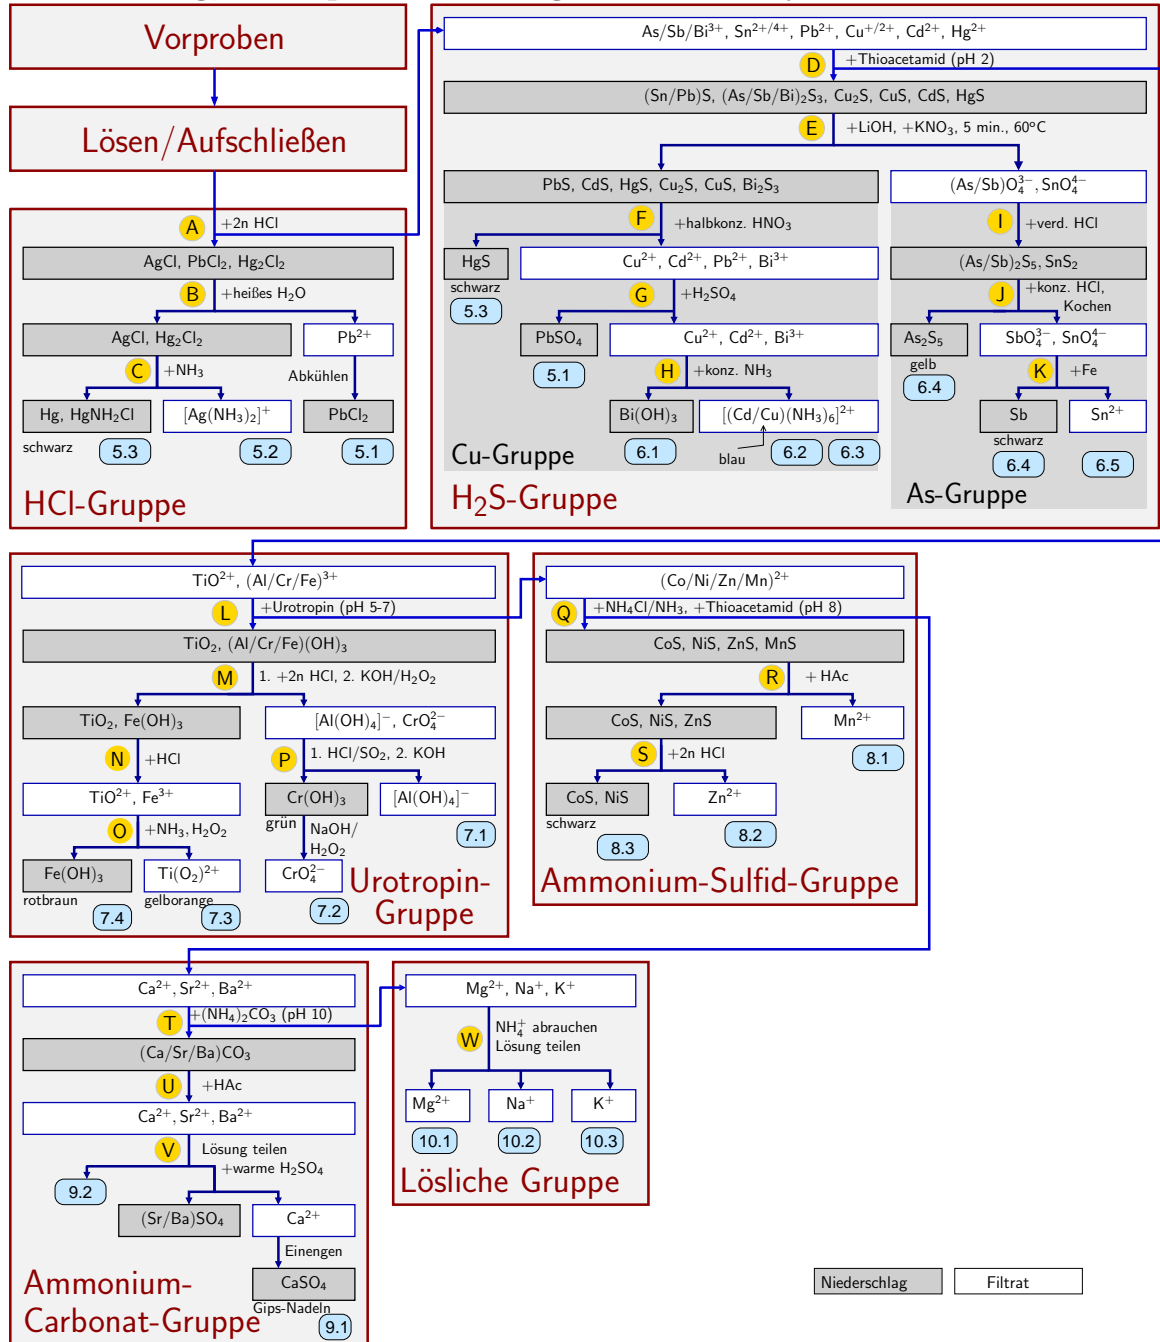 Vorproben
Lösen/Aufschließen
A
+2n HCl
AgCl, PbCl₂, Hg₂Cl₂
B
+heißes H₂O
AgCl, Hg₂Cl₂
Pb²⁺
C
+NH₃
Abkühlen
Hg, HgNH₂Cl
[Ag(NH₃)₂]⁺
PbCl₂
schwarz
5.3
5.2
5.1
HCl-Gruppe
As/Sb/Bi³⁺, Sn²⁺ᐟ⁴⁺, Pb²⁺, Cu⁺ᐟ²⁺, Cd²⁺, Hg²⁺
D
+Thioacetamid (pH 2)
(Sn/Pb)S, (As/Sb/Bi)₂S₃, Cu₂S, CuS, CdS, HgS
E
+LiOH, +KNO₃, 5 min., 60°C
PbS, CdS, HgS, Cu₂S, CuS, Bi₂S₃
(As/Sb)O₄³⁻, SnO₄⁴⁻
F
+halbkonz. HNO₃
I
+verd. HCl
HgS
Cu²⁺, Cd²⁺, Pb²⁺, Bi³⁺
(As/Sb)₂S₅, SnS₂
schwarz
5.3
G
+H₂SO₄
J
+konz. HCl,
Kochen
PbSO₄
Cu²⁺, Cd²⁺, Bi³⁺
As₂S₅
SbO₄³⁻, SnO₄⁴⁻
gelb
5.1
H
+konz. NH₃
6.4
K
+Fe
Bi(OH)₃
[(Cd/Cu)(NH₃)₆]²⁺
Sb
Sn²⁺
schwarz
Cu-Gruppe
6.1
blau
6.2
6.3
6.4
6.5
H₂S-Gruppe
As-Gruppe
TiO²⁺, (Al/Cr/Fe)³⁺
L
+Urotropin (pH 5-7)
TiO₂, (Al/Cr/Fe)(OH)₃
M
1. +2n HCl, 2. KOH/H₂O₂
TiO₂, Fe(OH)₃
[Al(OH)₄]⁻, CrO₄²⁻
N
+HCl
P
1. HCl/SO₂, 2. KOH
TiO²⁺, Fe³⁺
Cr(OH)₃
[Al(OH)₄]⁻
grün
7.1
O
+NH₃, H₂O₂
NaOH/
H₂O₂
Fe(OH)₃
Ti(O₂)²⁺
CrO₄²⁻
rotbraun
gelborange
7.4
7.3
7.2
Urotropin-
Gruppe
(Co/Ni/Zn/Mn)²⁺
Q
+NH₄Cl/NH₃, +Thioacetamid (pH 8)
CoS, NiS, ZnS, MnS
R
+ HAc
CoS, NiS, ZnS
Mn²⁺
S
+2n HCl
8.1
CoS, NiS
Zn²⁺
schwarz
8.3
8.2
Ammonium-Sulfid-Gruppe
Ca²⁺, Sr²⁺, Ba²⁺
T
+(NH₄)₂CO₃ (pH 10)
(Ca/Sr/Ba)CO₃
U
+HAc
Ca²⁺, Sr²⁺, Ba²⁺
V
Lösung teilen
+warme H₂SO₄
9.2
(Sr/Ba)SO₄
Ca²⁺
Einengen
CaSO₄
Gips-Nadeln
9.1
Ammonium-
Carbonat-Gruppe
Mg²⁺, Na⁺, K⁺
W
NH₄⁺ abrauchen
Lösung teilen
Mg²⁺
Na⁺
K⁺
10.1
10.2
10.3
Lösliche Gruppe
Niederschlag
Filtrat